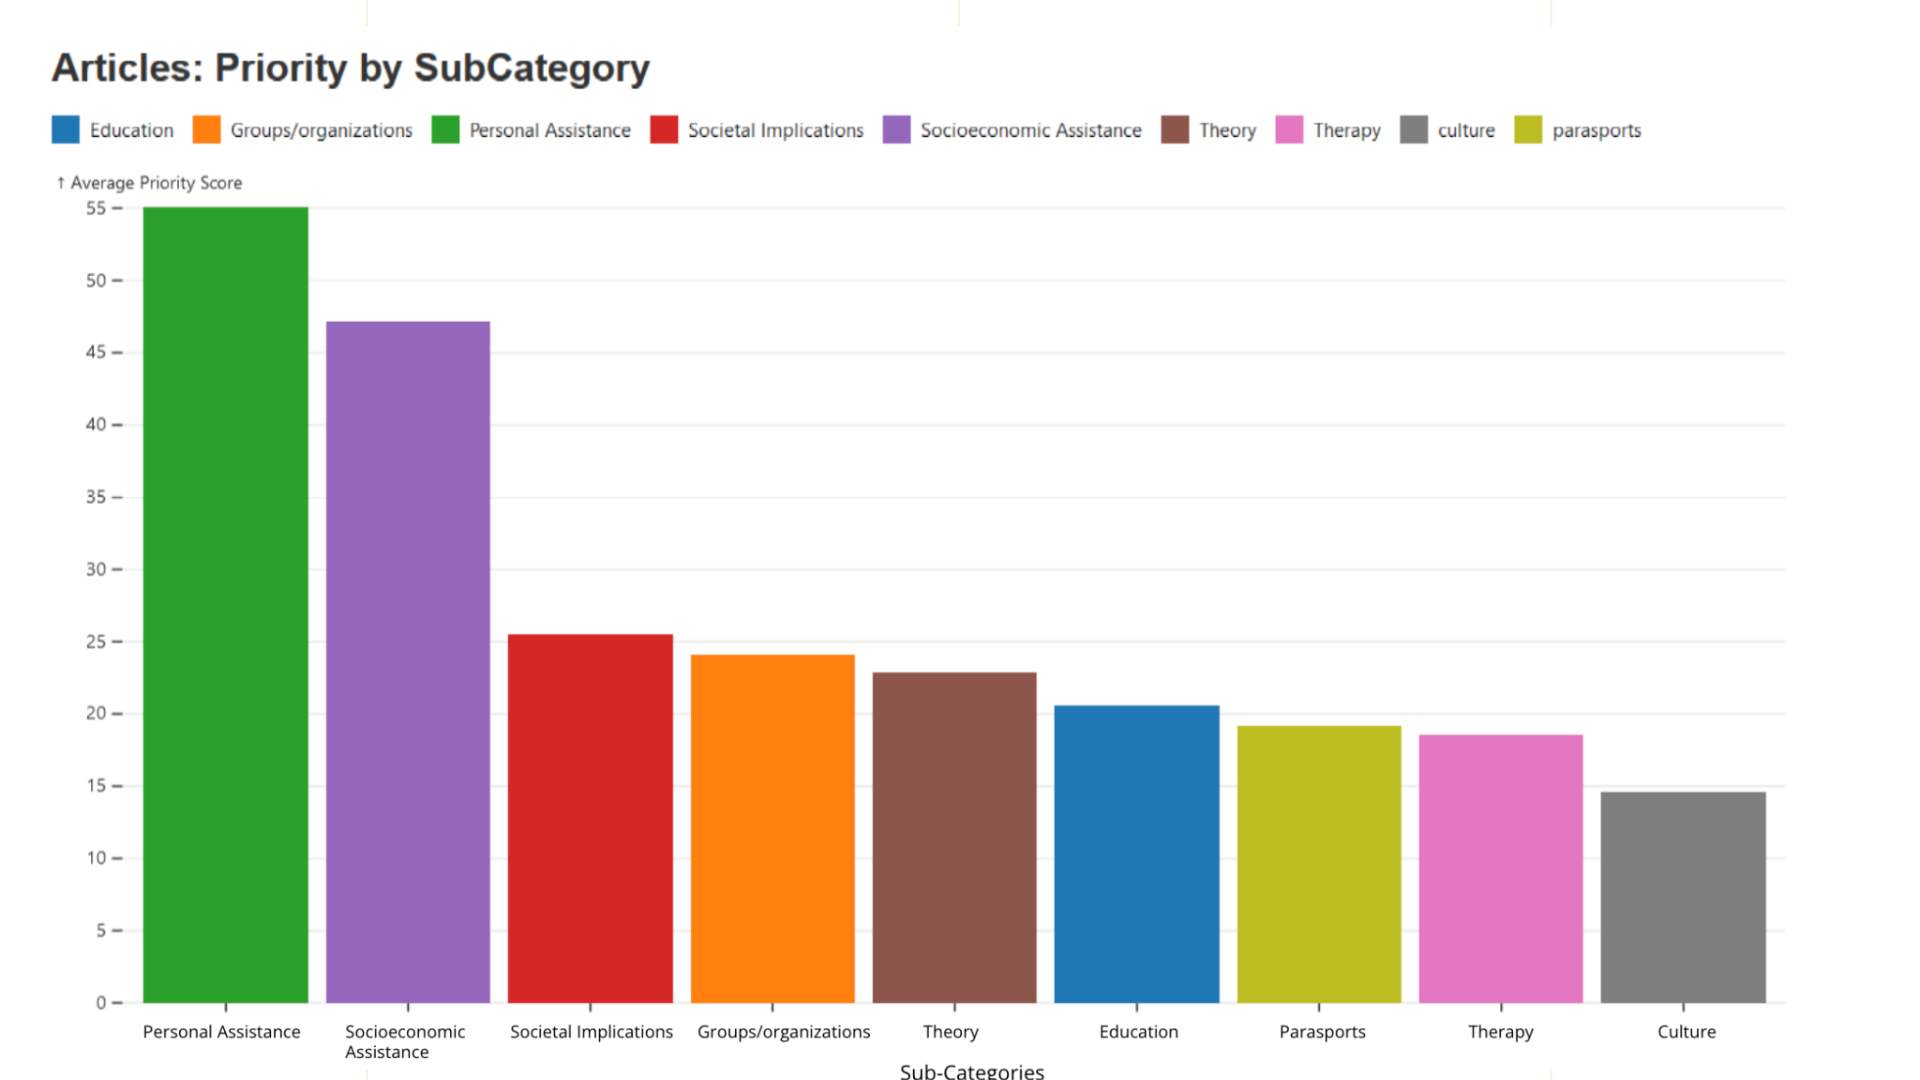 Articles: Priority by SubCategory
Education Groups/organizations Personal Assistance Societal Implications Socioeconomic Assistance Theory Therapy culture parasports
↑ Average Priority Score
55
50
45
40
35
30
25
20
15
10
5
0
Personal Assistance Socioeconomic Assistance Societal Implications Groups/organizations Theory Education Parasports Therapy Culture
Sub-Categories